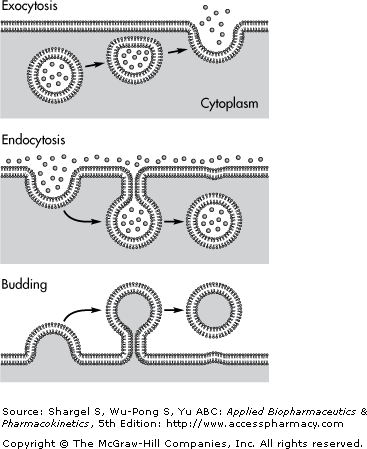 Exocytosis
Cytoplasm
Endocytosis
Budding
Source: Shargel S, Wu-Pong S, Yu ABC: Applied Biopharmaceutics &
Pharmacokinetics, 5th Edition: http://www.accesspharmacy.com
Copyright © The McGraw-Hill Companies, Inc. All rights reserved.